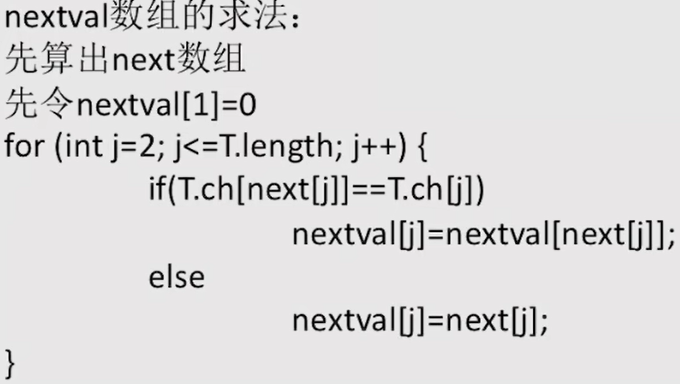 nextval数组的求法：
先算出next数组
先令nextval[1]=0
for (int j=2; j<=T.length; j++) {
if(T.ch[next[j]]==T.ch[j])
nextval[j]=nextval[next[j]];
else
nextval[j]=next[j];
}